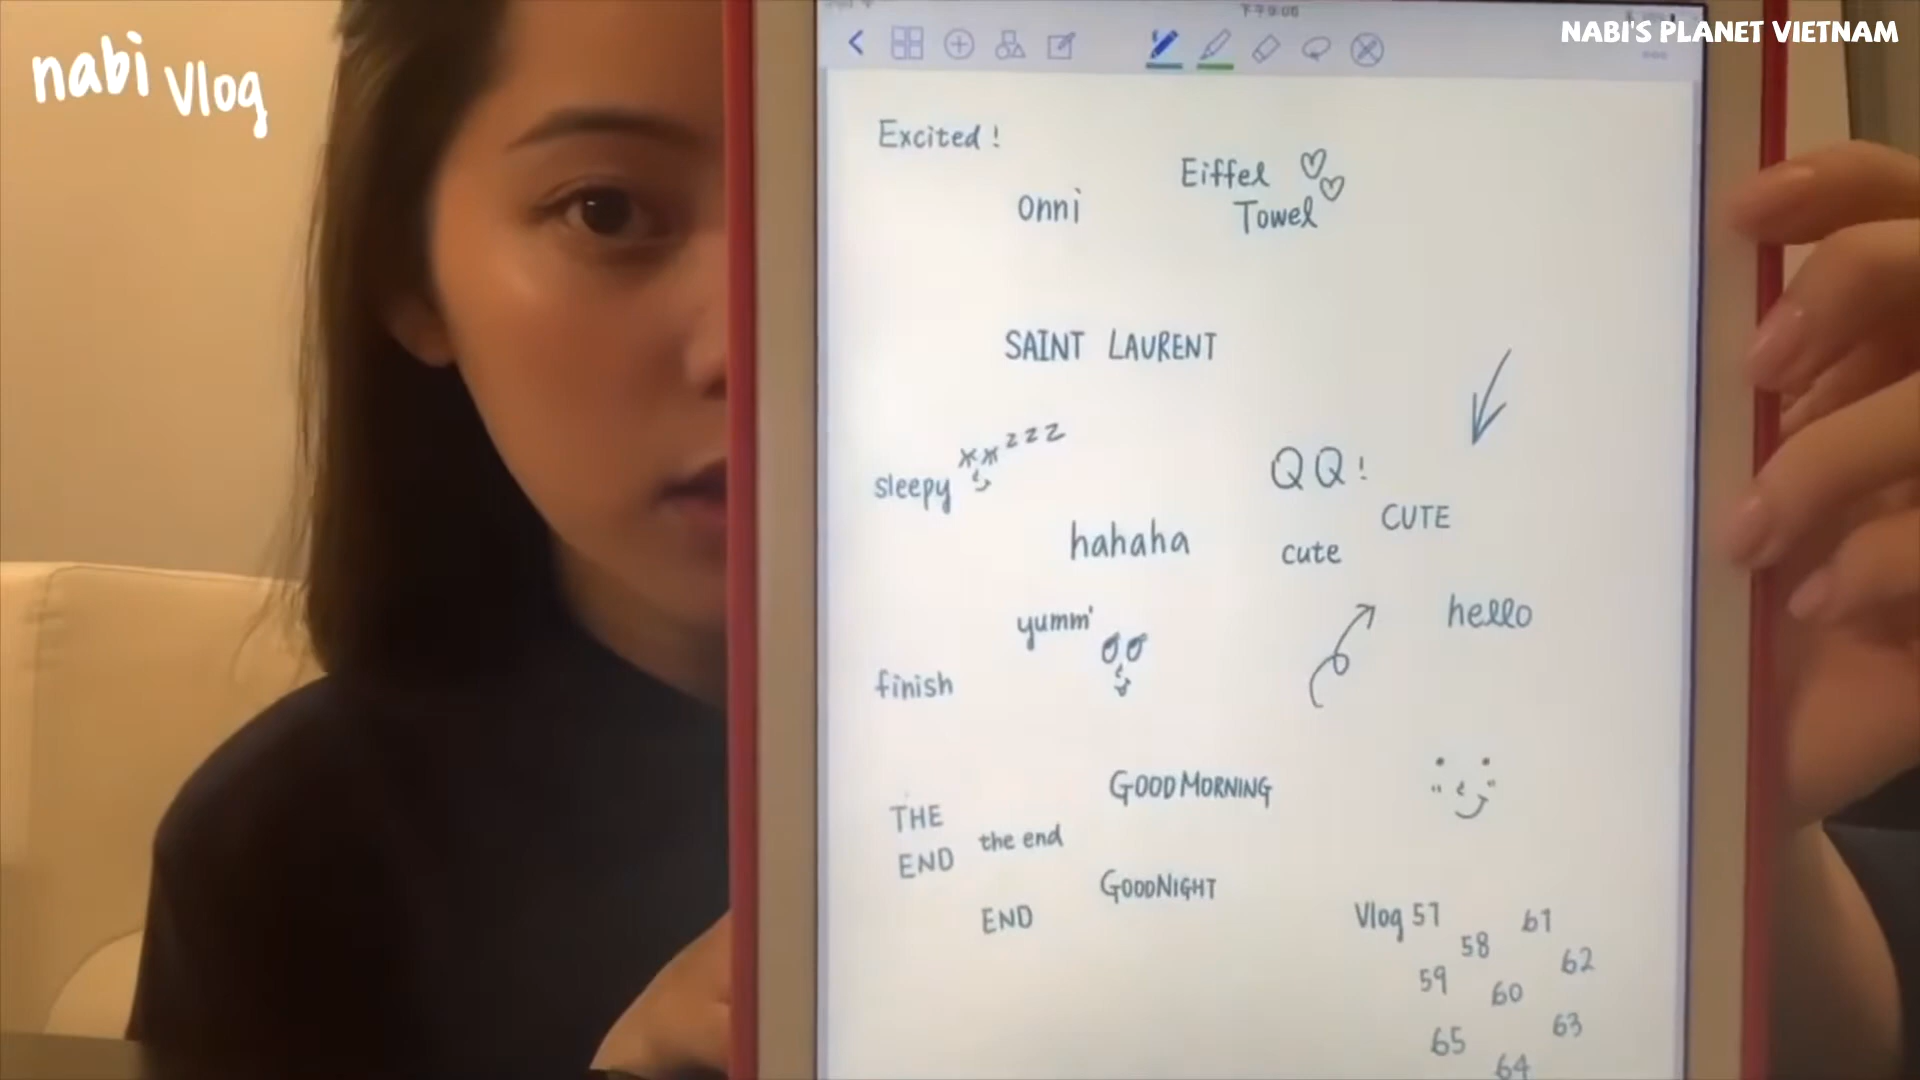 nabi vlog
NABI'S PLANET VIETNAM
Excited!
onni
Eiffel
Towel
SAINT LAURENT
zzz
sleepy
QQ!
CUTE
cute
hahaha
yumm'
hello
finish
GOOD MORNING
THE
END
the end
GOODNIGHT
END
Vlog 57
58
61
59
60
62
63
65
64